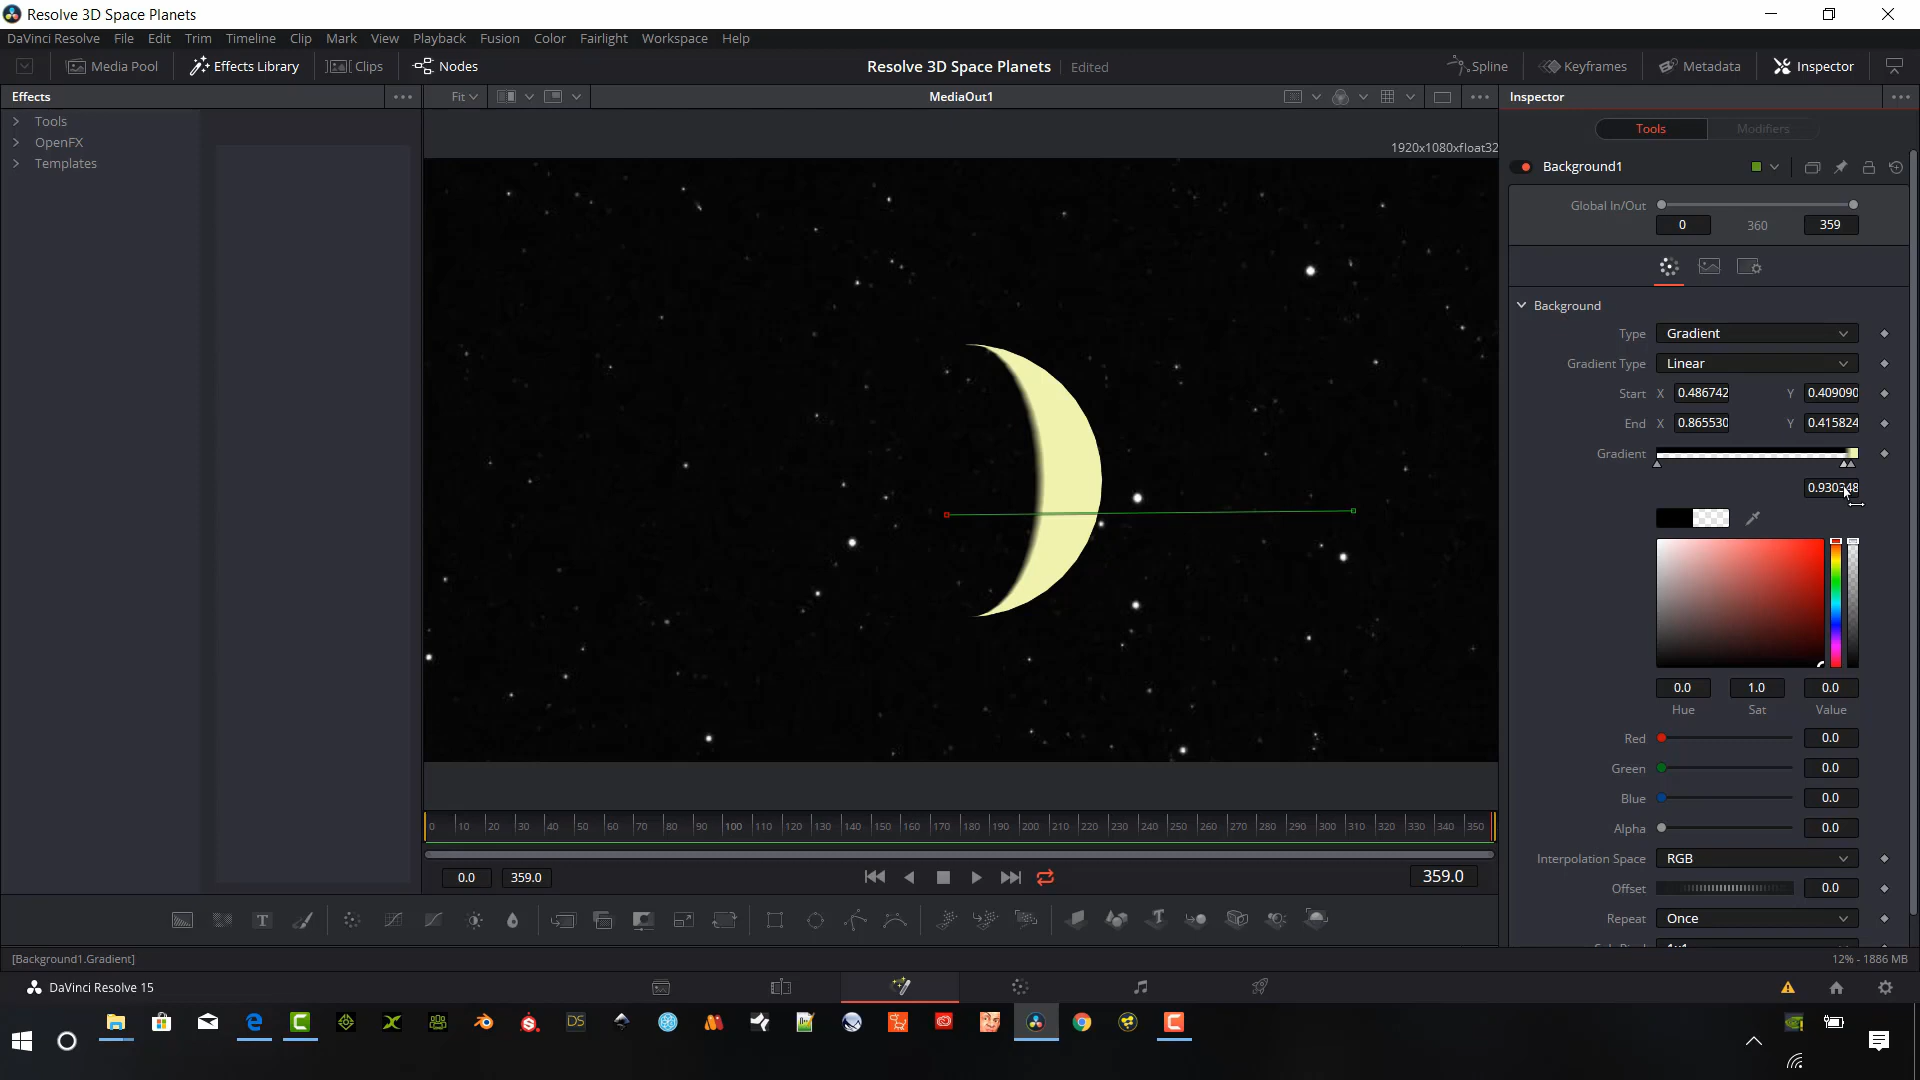 Resolve 3D Space Planets
DaVinci Resolve File Edit Trim Timeline Clip Mark View Playback Fusion Color Fairlight Workspace Help
Media Pool Effects Library Clips Nodes Resolve 3D Space Planets Edited Spline Keyframes Metadata Inspector
Effects Fit MediaOut1 Inspector
Tools
OpenFX
Templates
1920x1080xfloat32
Tools Modifiers
Background1
Global In/Out
0 360 359
Background
Type Gradient
Gradient Type Linear
Start X 0.486742 Y 0.409090
End X 0.865530 Y 0.415824
Gradient
0.930348
0.0 1.0 0.0
Hue Sat Value
Red 0.0
Green 0.0
Blue 0.0
Alpha 0.0
Interpolation Space RGB
Offset 0.0
Repeat Once
0 10 20 30 40 50 60 70 80 90 100 110 120 130 140 150 160 170 180 190 200 210 220 230 240 250 260 270 280 290 300 310 320 330 340 350
0.0 359.0 359.0
T
[Background1.Gradient] 12% - 1886 MB
DaVinci Resolve 15
DS